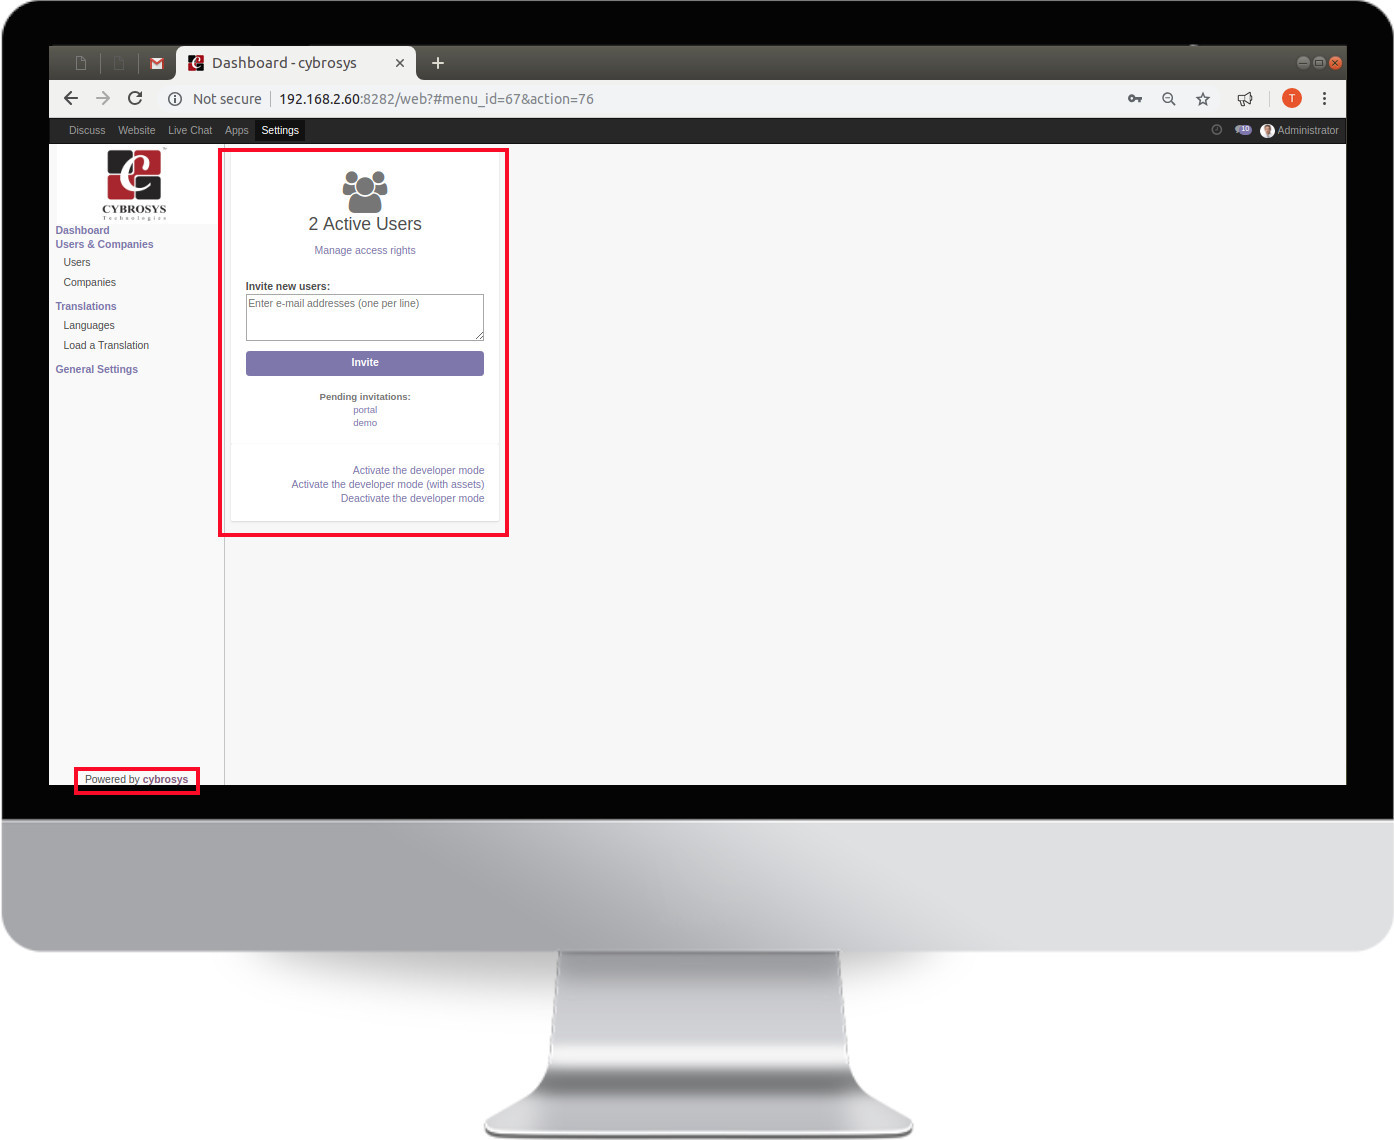 Dashboard - cybrosys
Not secure 192.168.2.60:8282/web?#menu_id=67&action=76
T
Discuss Website Live Chat Apps Settings
10 Administrator
C
CYBROSYS
Technologies
Dashboard
Users & Companies
Users
Companies
Translations
Languages
Load a Translation
General Settings
2 Active Users
Manage access rights
Invite new users:
Enter e-mail addresses (one per line)
Invite
Pending invitations:
portal
demo
Activate the developer mode
Activate the developer mode (with assets)
Deactivate the developer mode
Powered by cybrosys